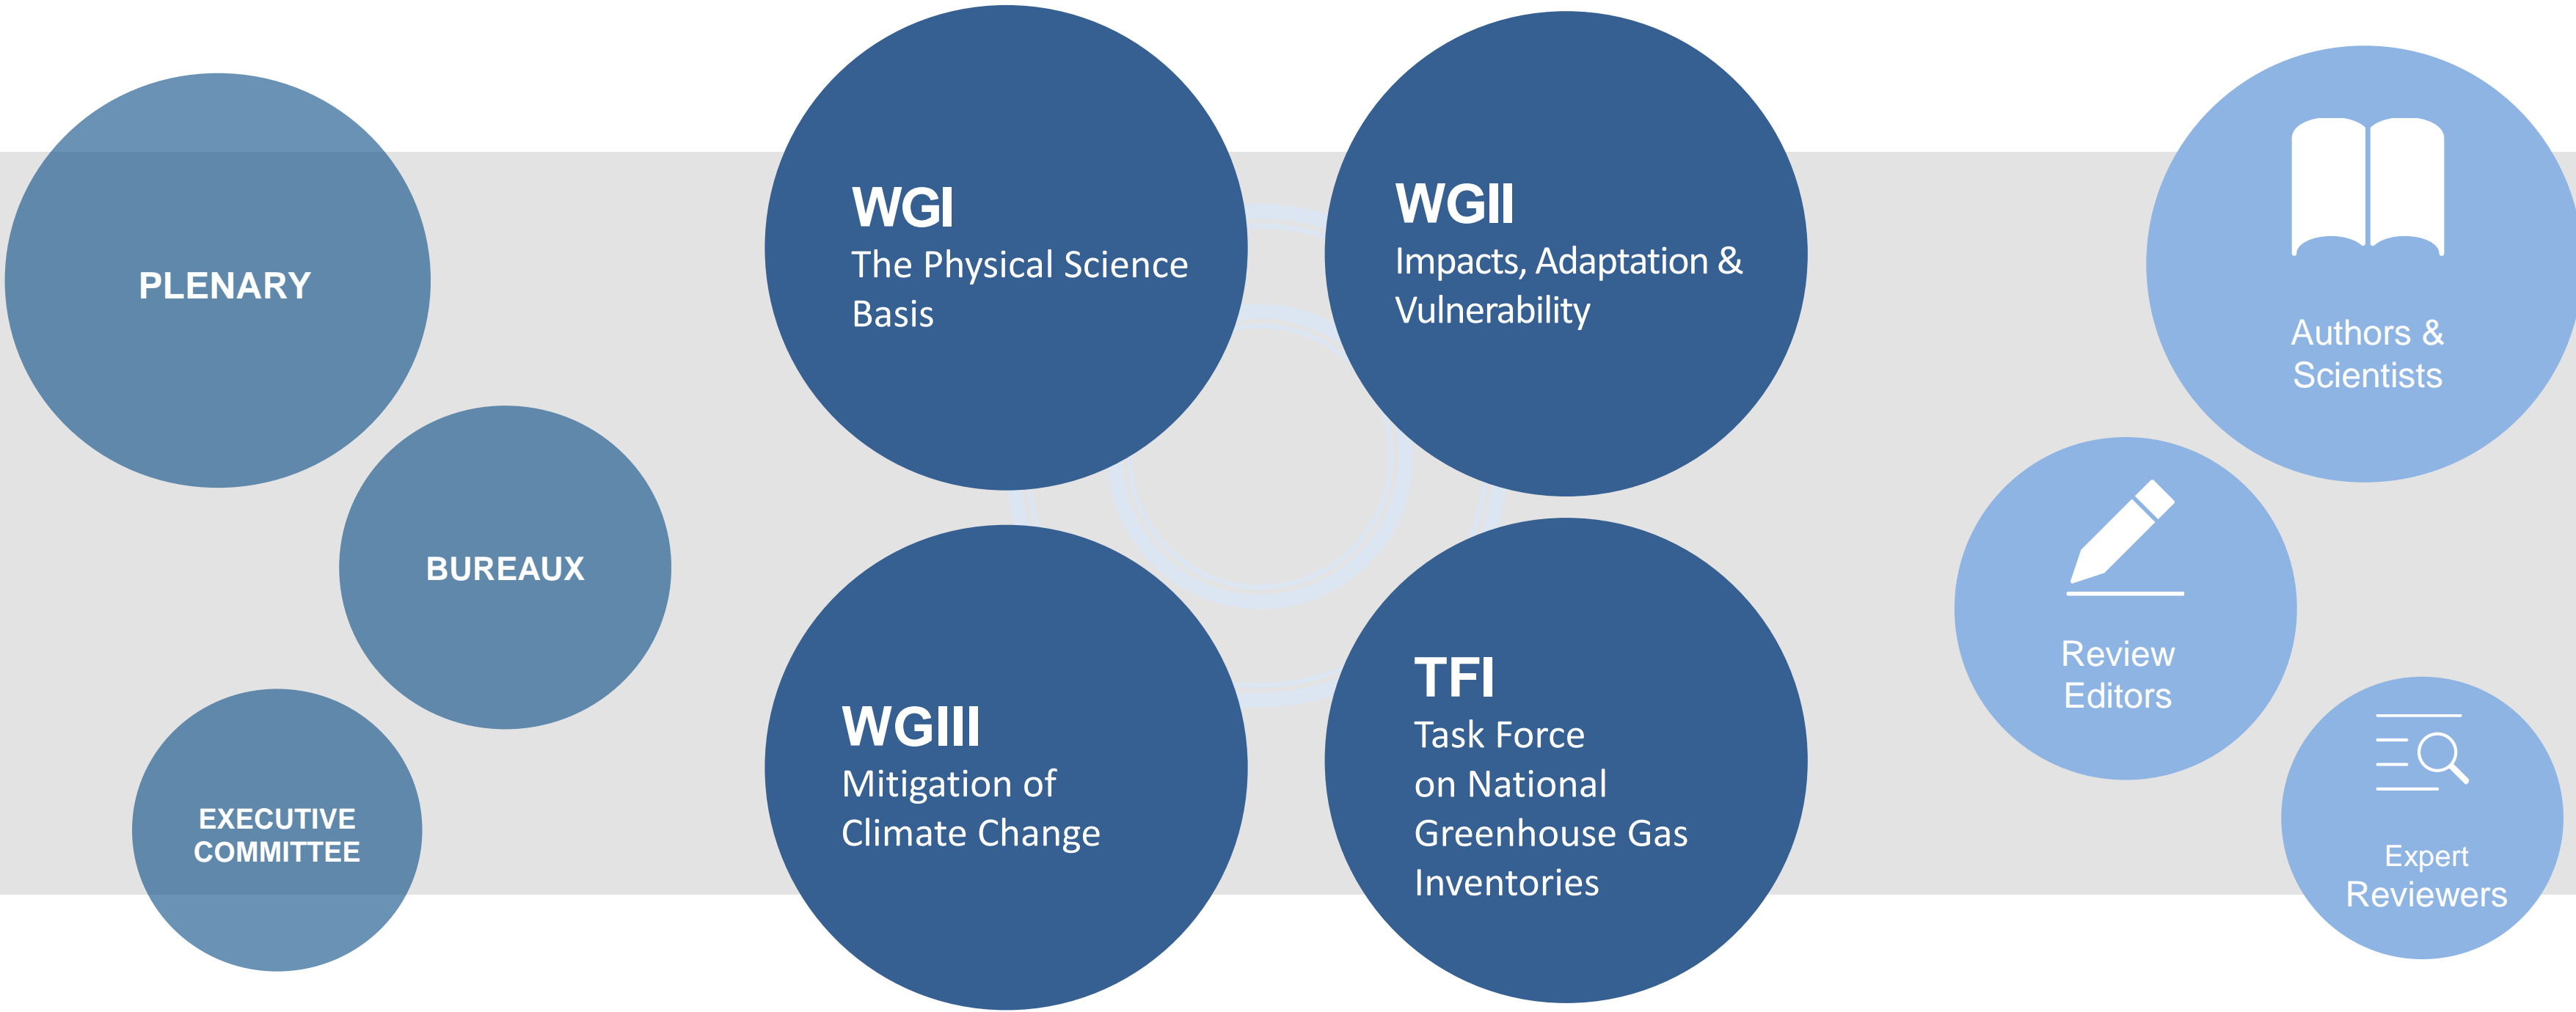 PLENARY
BUREAUX
EXECUTIVE
COMMITTEE
WGI
The Physical Science
Basis
WGII
Impacts, Adaptation &
Vulnerability
WGIII
Mitigation of
Climate Change
TFI
Task Force
on National
Greenhouse Gas
Inventories
Authors &
Scientists
Review
Editors
Expert
Reviewers